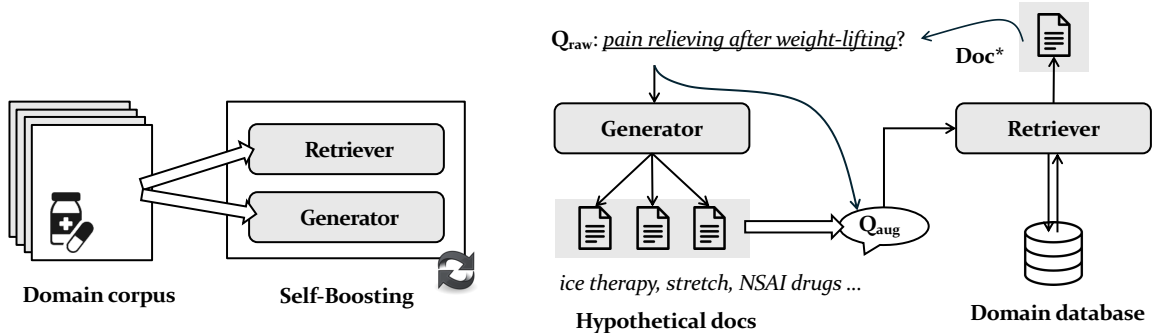 Retriever
Generator
Domain corpus
Self-Boosting
Qraw: pain relieving after weight-lifting?
Doc*
Generator
Retriever
Qaug
ice therapy, stretch, NSAI drugs ...
Hypothetical docs
Domain database